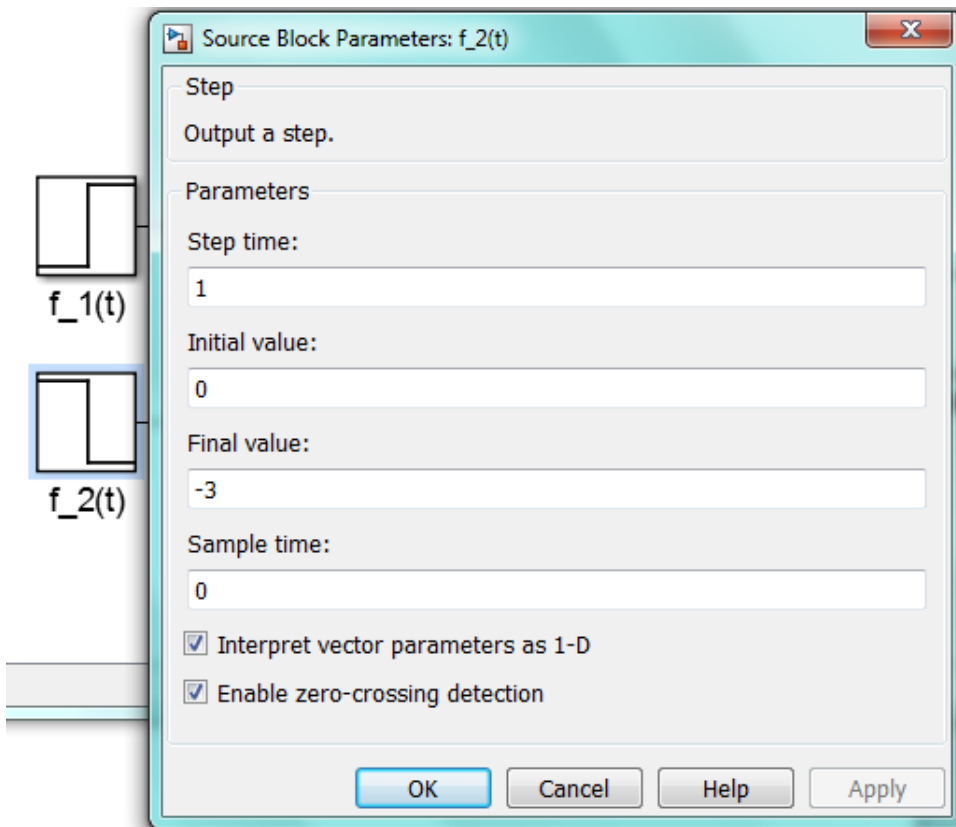 Source Block Parameters: f_2(t)
Step
Output a step.
Parameters
Step time:
1
Initial value:
0
Final value:
-3
Sample time:
0
Interpret vector parameters as 1-D
Enable zero-crossing detection
OK Cancel Help Apply
f_1(t)
f_2(t)